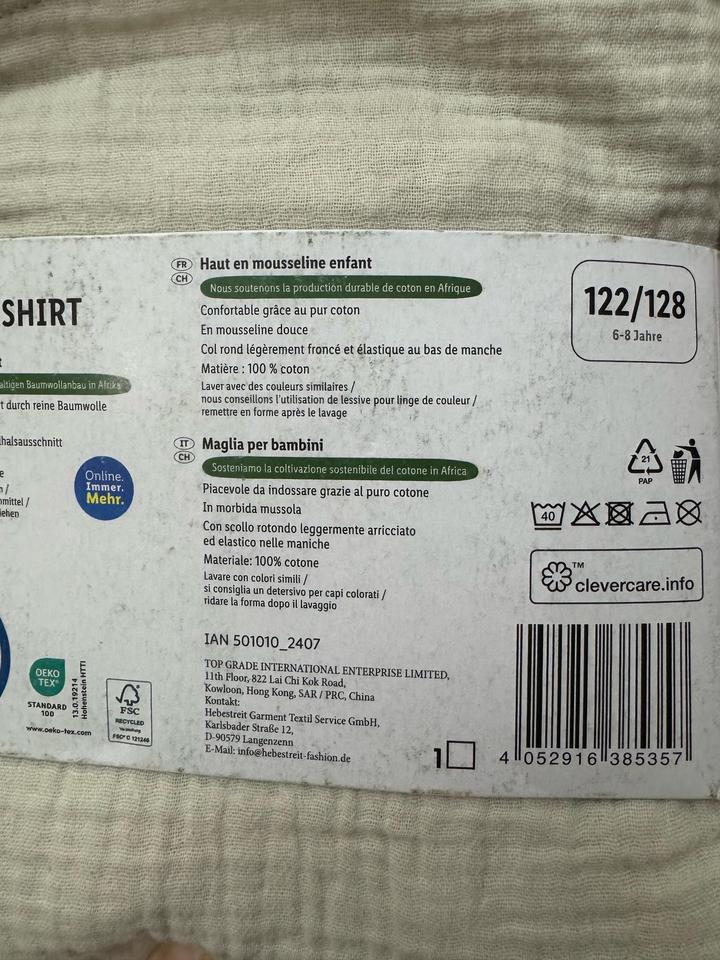 SHIRT
altigen Baumwollanbau in Afrika
t durch reine Baumwolle
lhalsausschnitt
Online.
Immer.
Mehr.
FR
CH
Haut en mousseline enfant
Nous soutenons la production durable de coton en Afrique
Confortable grâce au pur coton
En mousseline douce
Col rond légèrement froncé et élastique au bas de manche
Matière : 100 % coton
Laver avec des couleurs similaires /
nous conseillons l'utilisation de lessive pour linge de couleur /
remettre en forme après le lavage
IT
CH
Maglia per bambini
Sosteniamo la coltivazione sostenibile del cotone in Africa
Piacevole da indossare grazie al puro cotone
In morbida mussola
Con scollo rotondo leggermente arricciato
ed elastico nelle maniche
Materiale: 100% cotone
Lavare con colori simili /
si consiglia un detersivo per capi colorati /
ridare la forma dopo il lavaggio
IAN 501010_2407
TOP GRADE INTERNATIONAL ENTERPRISE LIMITED,
11th Floor, 822 Lai Chi Kok Road,
Kowloon, Hong Kong, SAR / PRC, China
Kontakt:
Hebestreit Garment Textil Service GmbH,
Karlsbader Straße 12,
D-90579 Langenzenn
E-Mail: info@hebestreit-fashion.de
OEKO
TEX®
STANDARD
100
13.0.19214
Hohenstein HTTI
www.oeko-tex.com
FSC
RECYCLED
Verpackung
FSC® C 121246
122/128
6-8 Jahre
21
PAP
40
clevercare.info
TM
1
4 052916 385357